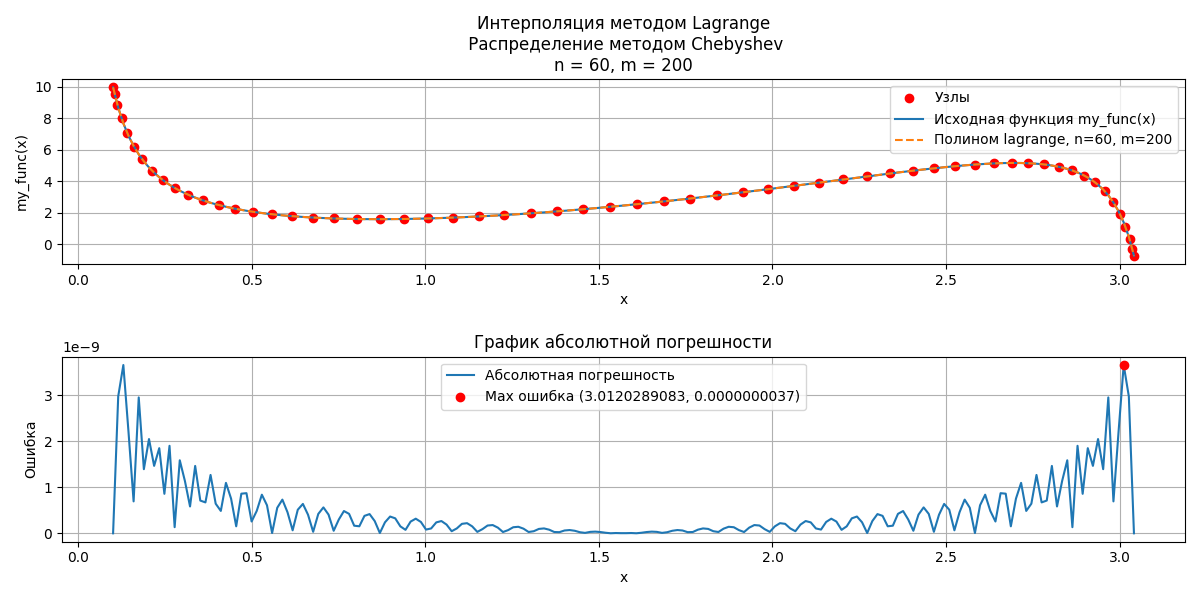 Интерполяция методом Lagrange
Распределение методом Chebyshev
n = 60, m = 200
my_func(x)
10
8
6
4
2
0
Узлы
Исходная функция my_func(x)
Полином lagrange, n=60, m=200
0.0
0.5
1.0
1.5
2.0
2.5
3.0
x
График абсолютной погрешности
1e−9
Ошибка
3
2
1
0
Абсолютная погрешность
Мах ошибка (3.0120289083, 0.0000000037)
0.0
0.5
1.0
1.5
2.0
2.5
3.0
x